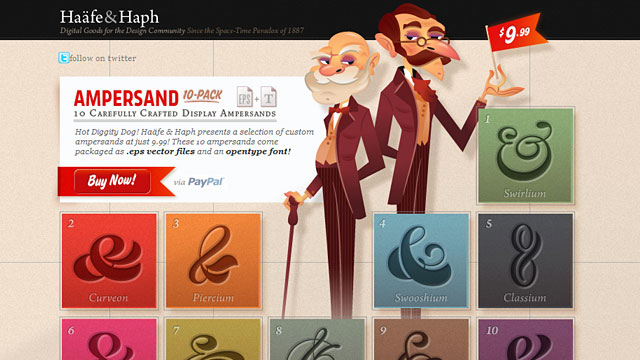 Haäfe & Haph
Digital Goods for the Design Community Since the Space-Time Paradox of 1887
follow on twitter
$9.99
AMPERSAND 10-PACK EPS + T
10 CAREFULLY CRAFTED DISPLAY AMPERSANDS
Hot Diggity Dog! Haäfe & Haph presents a selection of custom
ampersands at just 9.99! These 10 ampersands come
packaged as .eps vector files and an opentype font!
Buy Now! via PayPal
1
&
Swirlium
2
&
Curveon
3
&
Piercium
4
&
Swooshium
5
&
Classium
6
7
8
9
10